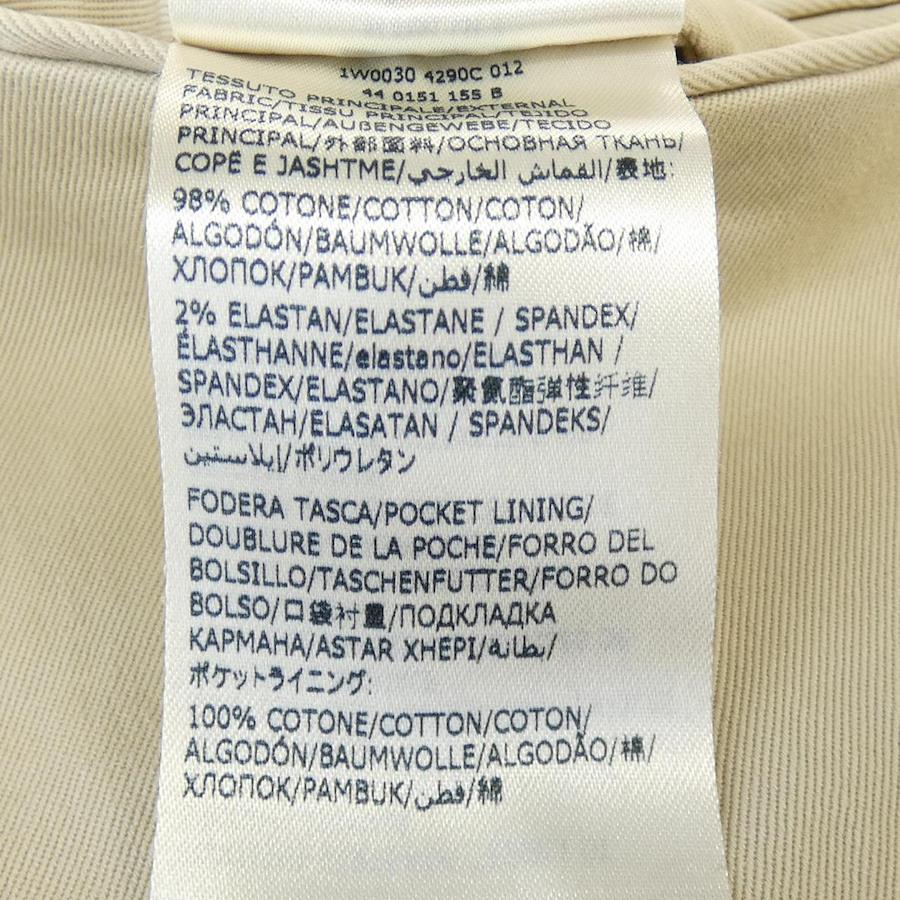 1W0030 4290C 012
44 0151 155 B
TESSUTO PRINCIPALE/EXTERNAL
FABRIC/TISSU PRINCIPAL/TEJIDO
PRINCIPAL/AUßENGEWEBE/TECIDO
PRINCIPAL/外部面料/ОСНОВНАЯ ТКАНЬ/
COPË E JASHTME/القماش الخارجي/表地:
98% COTONE/COTTON/COTON/
ALGODÓN/BAUMWOLLE/ALGODÃO/棉/
ХЛОПОК/PAMBUK/قطن/綿
2% ELASTAN/ELASTANE / SPANDEX/
ÉLASTHANNE/elastano/ELASTHAN /
SPANDEX/ELASTANO/聚氨酯弹性纤维/
ЭЛАСТАН/ELASATAN / SPANDEKS/
إيلاستين/ポリウレタン
FODERA TASCA/POCKET LINING/
DOUBLURE DE LA POCHE/FORRO DEL
BOLSILLO/TASCHENFUTTER/FORRO DO
BOLSO/口袋衬里/ПОДКЛАДКА
КАРМАНА/ASTAR XHEPI/بطانة/
ポケットライニング:
100% COTONE/COTTON/COTON/
ALGODÓN/BAUMWOLLE/ALGODÃO/棉/
ХЛОПОК/PAMBUK/قطن/綿